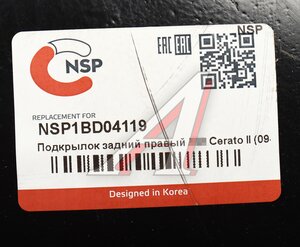 NSP
EAC EAC
NSP
REPLACEMENT FOR
NSP1BD04119
Подкрылок задний правый Cerato II (09-
Designed in Korea